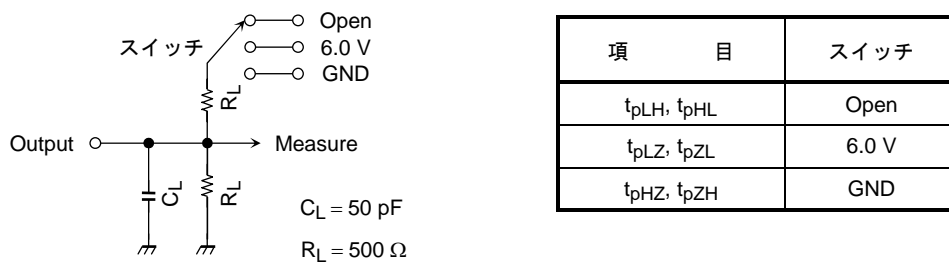 Open
スイッチ
6.0 V
GND
RL
Output
Measure
CL
RL
CL = 50 pF
RL = 500 Ω
項 目 スイッチ
tpLH, tpHL Open
tpLZ, tpZL 6.0 V
tpHZ, tpZH GND